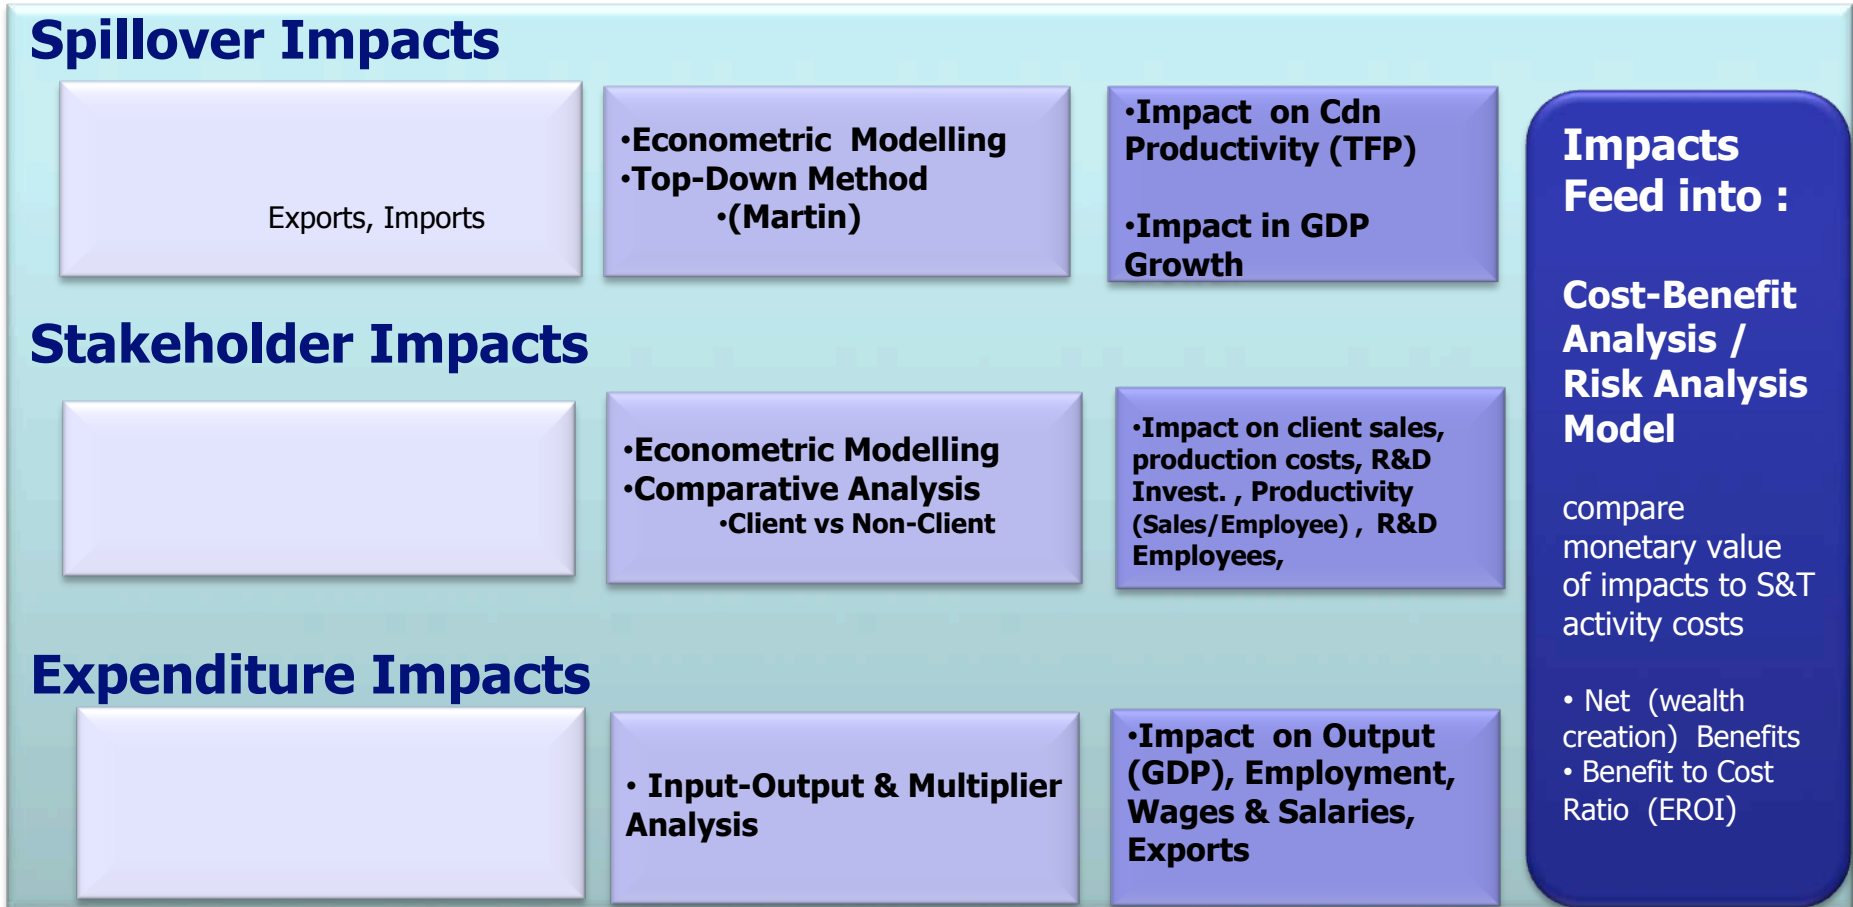 Spillover Impacts
Exports, Imports
•Econometric Modelling
•Top-Down Method
•(Martin)
•Impact on Cdn
Productivity (TFP)
•Impact in GDP
Growth
Stakeholder Impacts
•Econometric Modelling
•Comparative Analysis
•Client vs Non-Client
•Impact on client sales,
production costs, R&D
Invest. , Productivity
(Sales/Employee) , R&D
Employees,
Expenditure Impacts
• Input-Output & Multiplier
Analysis
•Impact on Output
(GDP), Employment,
Wages & Salaries,
Exports
Impacts
Feed into :
Cost-Benefit
Analysis /
Risk Analysis
Model
compare
monetary value
of impacts to S&T
activity costs
• Net (wealth
creation) Benefits
• Benefit to Cost
Ratio (EROI)